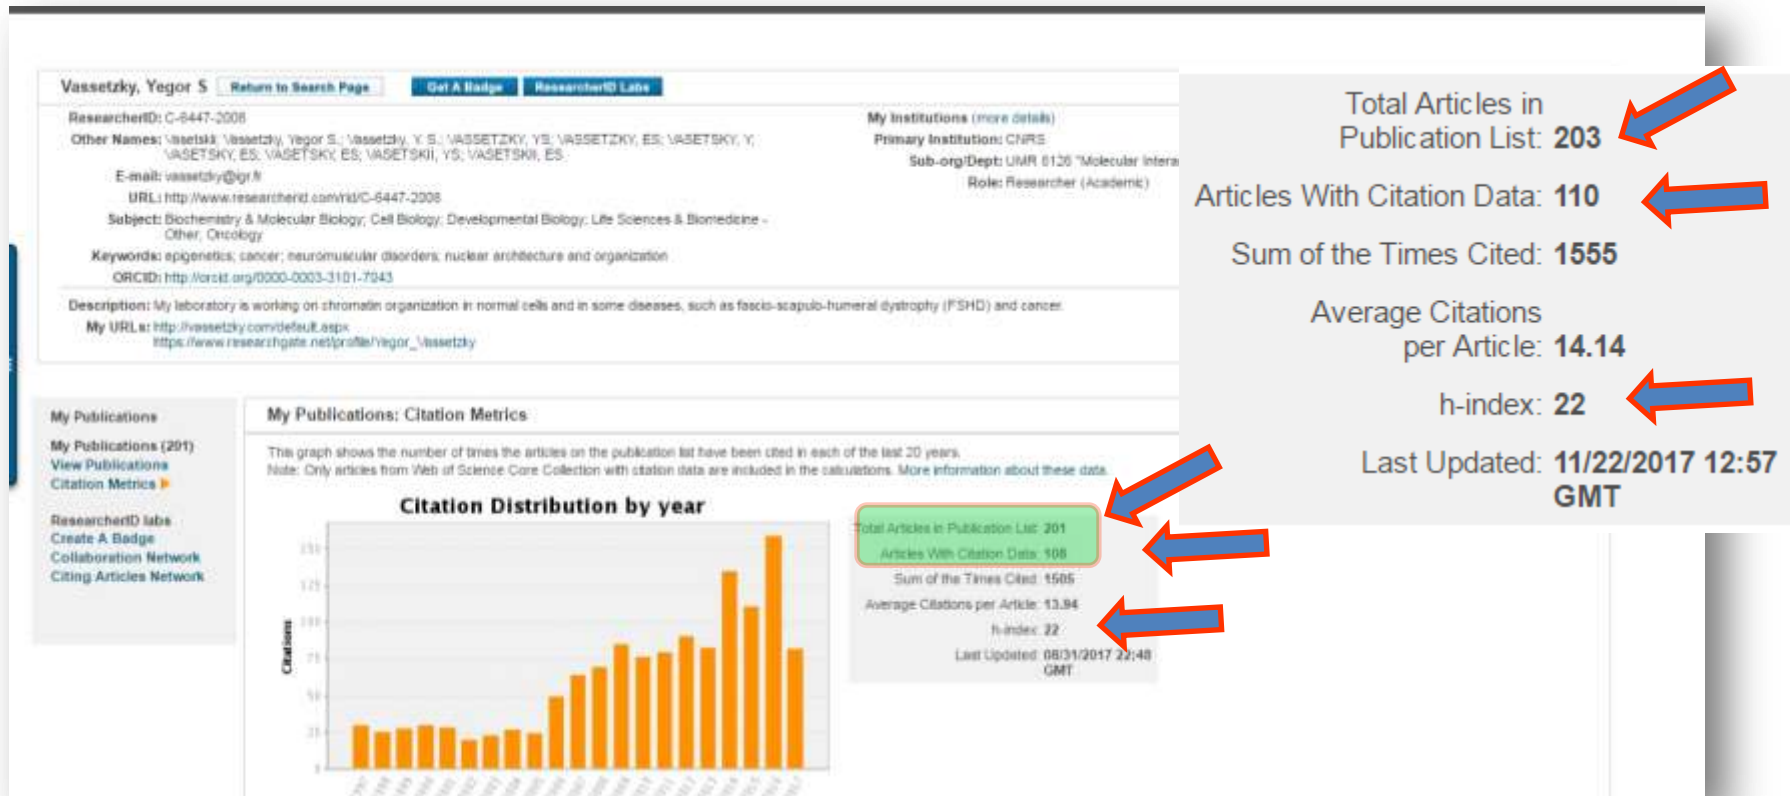 Vassetzky, Yegor S Return to Search Page Get A Badge ResearcherID Labs
ResearcherID: C-6447-2008
Other Names: Vasetskii; Vassetzky, Yegor S.; Vassetzky, Y. S.; VASSETZKY, YS; VASSETZKY, ES; VASETSKY, Y;
VASETSKY, ES; VASETSKY, ES; VASETSKII, YS; VASETSKII, ES
E-mail: vassetzky@igr.fr
URL: http://www.researcherid.com/rid/C-6447-2008
Subject: Biochemistry & Molecular Biology; Cell Biology; Developmental Biology; Life Sciences & Biomedicine -
Other; Oncology
Keywords: epigenetics; cancer; neuromuscular disorders; nuclear architecture and organization
ORCID: http://orcid.org/0000-0003-3101-7043
My Institutions (more details)
Primary Institution: CNRS
Sub-org/Dept: UMR 8126 "Molecular Intera
Role: Researcher (Academic)
Description: My laboratory is working on chromatin organization in normal cells and in some diseases, such as fascio-scapulo-humeral dystrophy (FSHD) and cancer.
My URLs: http://vassetzky.com/default.aspx
https://www.researchgate.net/profile/Yegor_Vassetzky
Total Articles in
Publication List: 203
Articles With Citation Data: 110
Sum of the Times Cited: 1555
Average Citations
per Article: 14.14
h-index: 22
Last Updated: 11/22/2017 12:57
GMT
My Publications
My Publications (201)
View Publications
Citation Metrics
ResearcherID labs
Create A Badge
Collaboration Network
Citing Articles Network
My Publications: Citation Metrics
This graph shows the number of times the articles on the publication list have been cited in each of the last 20 years.
Note: Only articles from Web of Science Core Collection with citation data are included in the calculations. More information about these data.
Citation Distribution by year
Citations
150
125
100
75
50
25
0
Total Articles in Publication List: 201
Articles With Citation Data: 108
Sum of the Times Cited: 1505
Average Citations per Article: 13.94
h-index: 22
Last Updated: 08/31/2017 22:48
GMT